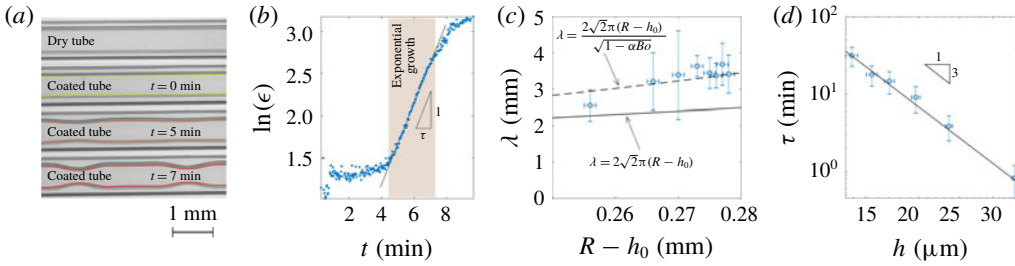 (a)
Dry tube
Coated tube t = 0 min
Coated tube t = 5 min
Coated tube t = 7 min
1 mm
(b)
3.0
2.5
2.0
1.5
ln(ϵ)
Exponential
growth
1
τ
2 4 6 8
t (min)
(c)
5
4
3
2
1
0
λ (mm)
λ = 2√2π(R − h₀)/√(1 − αBo)
λ = 2√2π(R − h₀)
0.26 0.27 0.28
R − h₀ (mm)
(d)
10²
10¹
10⁰
τ (min)
1
3
15 20 25 30
h (μm)